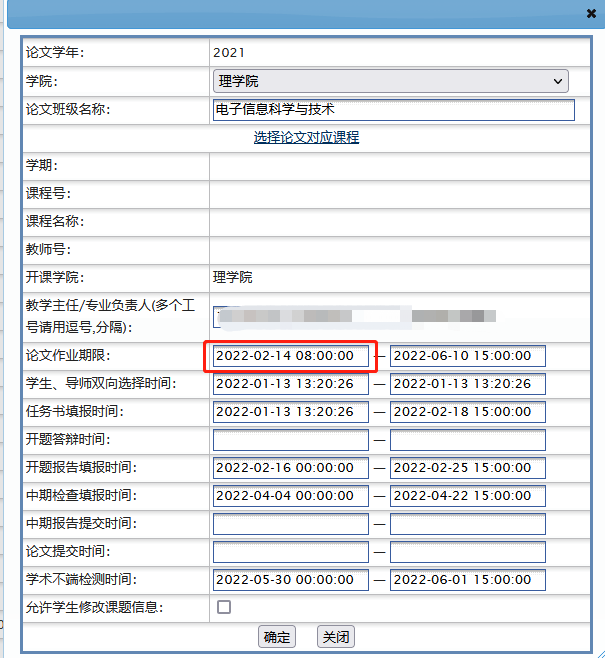 论文学年： 2021
学院： 理学院
论文班级名称： 电子信息科学与技术
选择论文对应课程
学期：
课程号：
课程名称：
教师号：
开课学院： 理学院
教学主任/专业负责人(多个工
号请用逗号,分隔)：
论文作业期限： 2022-02-14 08:00:00 — 2022-06-10 15:00:00
学生、导师双向选择时间： 2022-01-13 13:20:26 — 2022-01-13 13:20:26
任务书填报时间： 2022-01-13 13:20:26 — 2022-02-18 15:00:00
开题答辩时间： —
开题报告填报时间： 2022-02-16 00:00:00 — 2022-02-25 15:00:00
中期检查填报时间： 2022-04-04 00:00:00 — 2022-04-22 15:00:00
中期报告提交时间： —
论文提交时间： —
学术不端检测时间： 2022-05-30 00:00:00 — 2022-06-01 15:00:00
允许学生修改课题信息：
确定 关闭